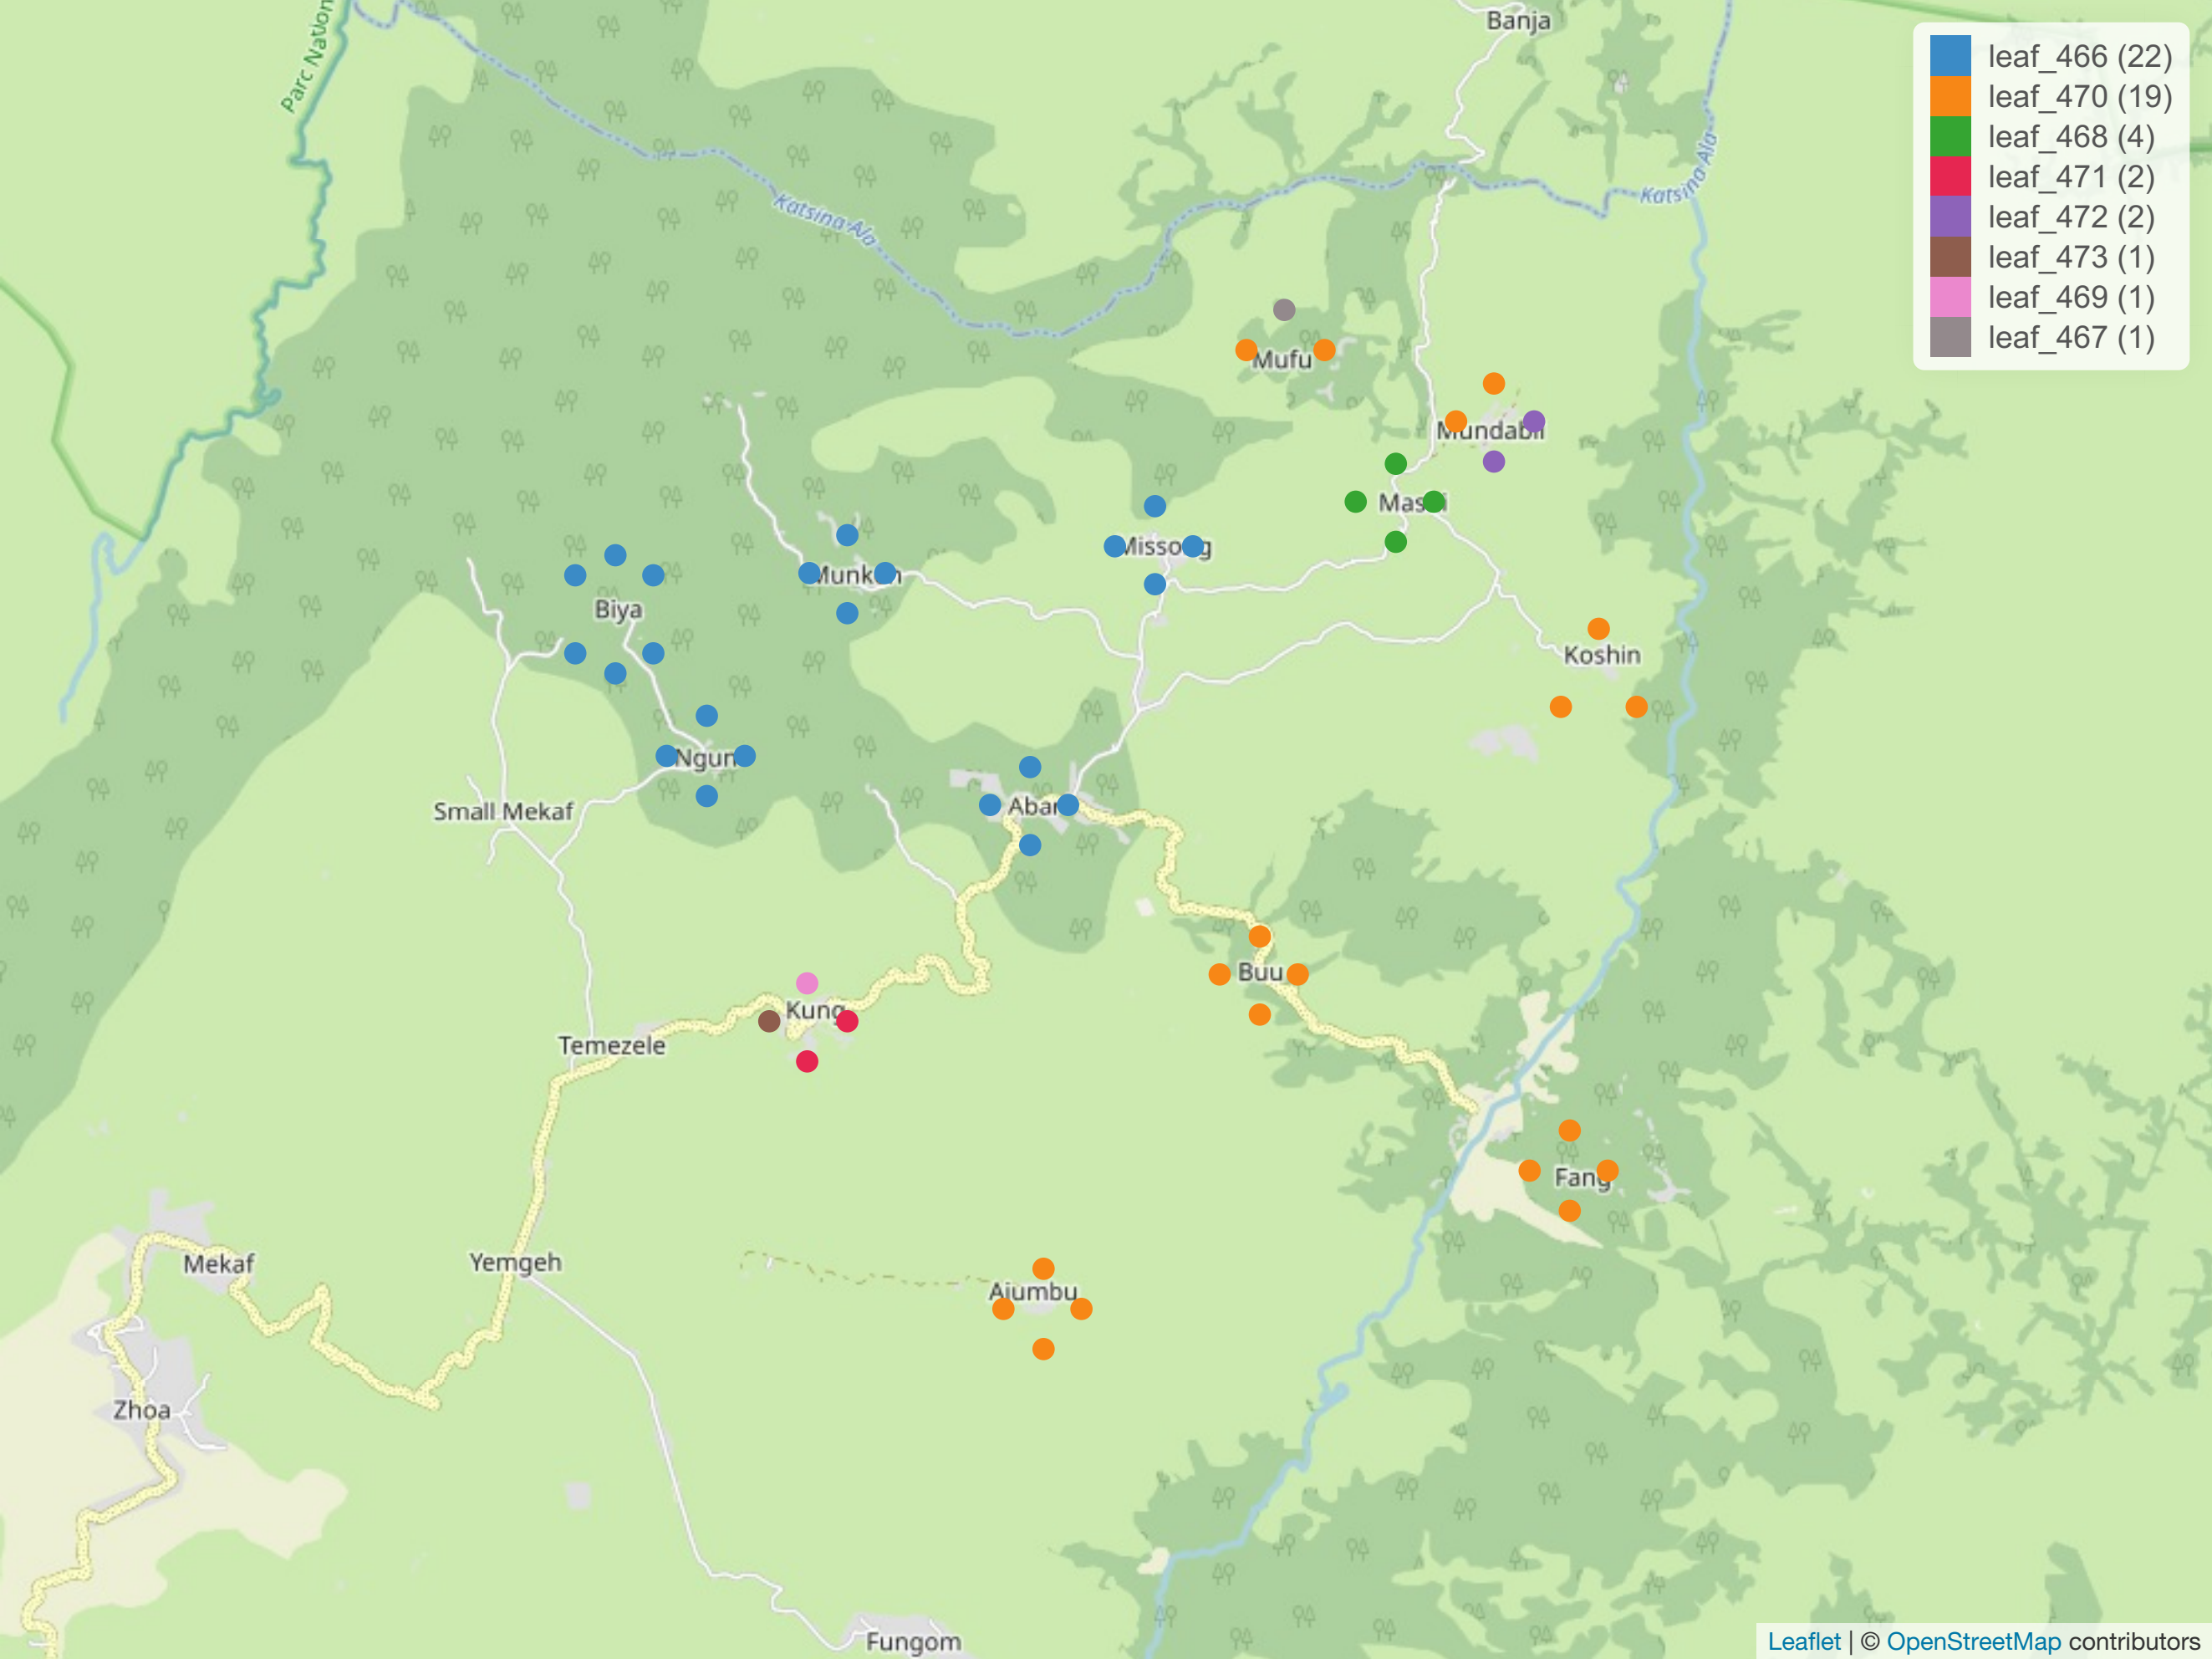 Banja
Parc Nation
leaf_466 (22)
leaf_470 (19)
leaf_468 (4)
leaf_471 (2)
leaf_472 (2)
leaf_473 (1)
leaf_469 (1)
leaf_467 (1)
Katsina-Ala
Katsina-Ala
Mufu
Koshin
Biya
Small Mekaf
Buu
Kung
Temezele
Fang
Mekaf
Yemgeh
Zhoa
Fungom
Leaflet | © OpenStreetMap contributors